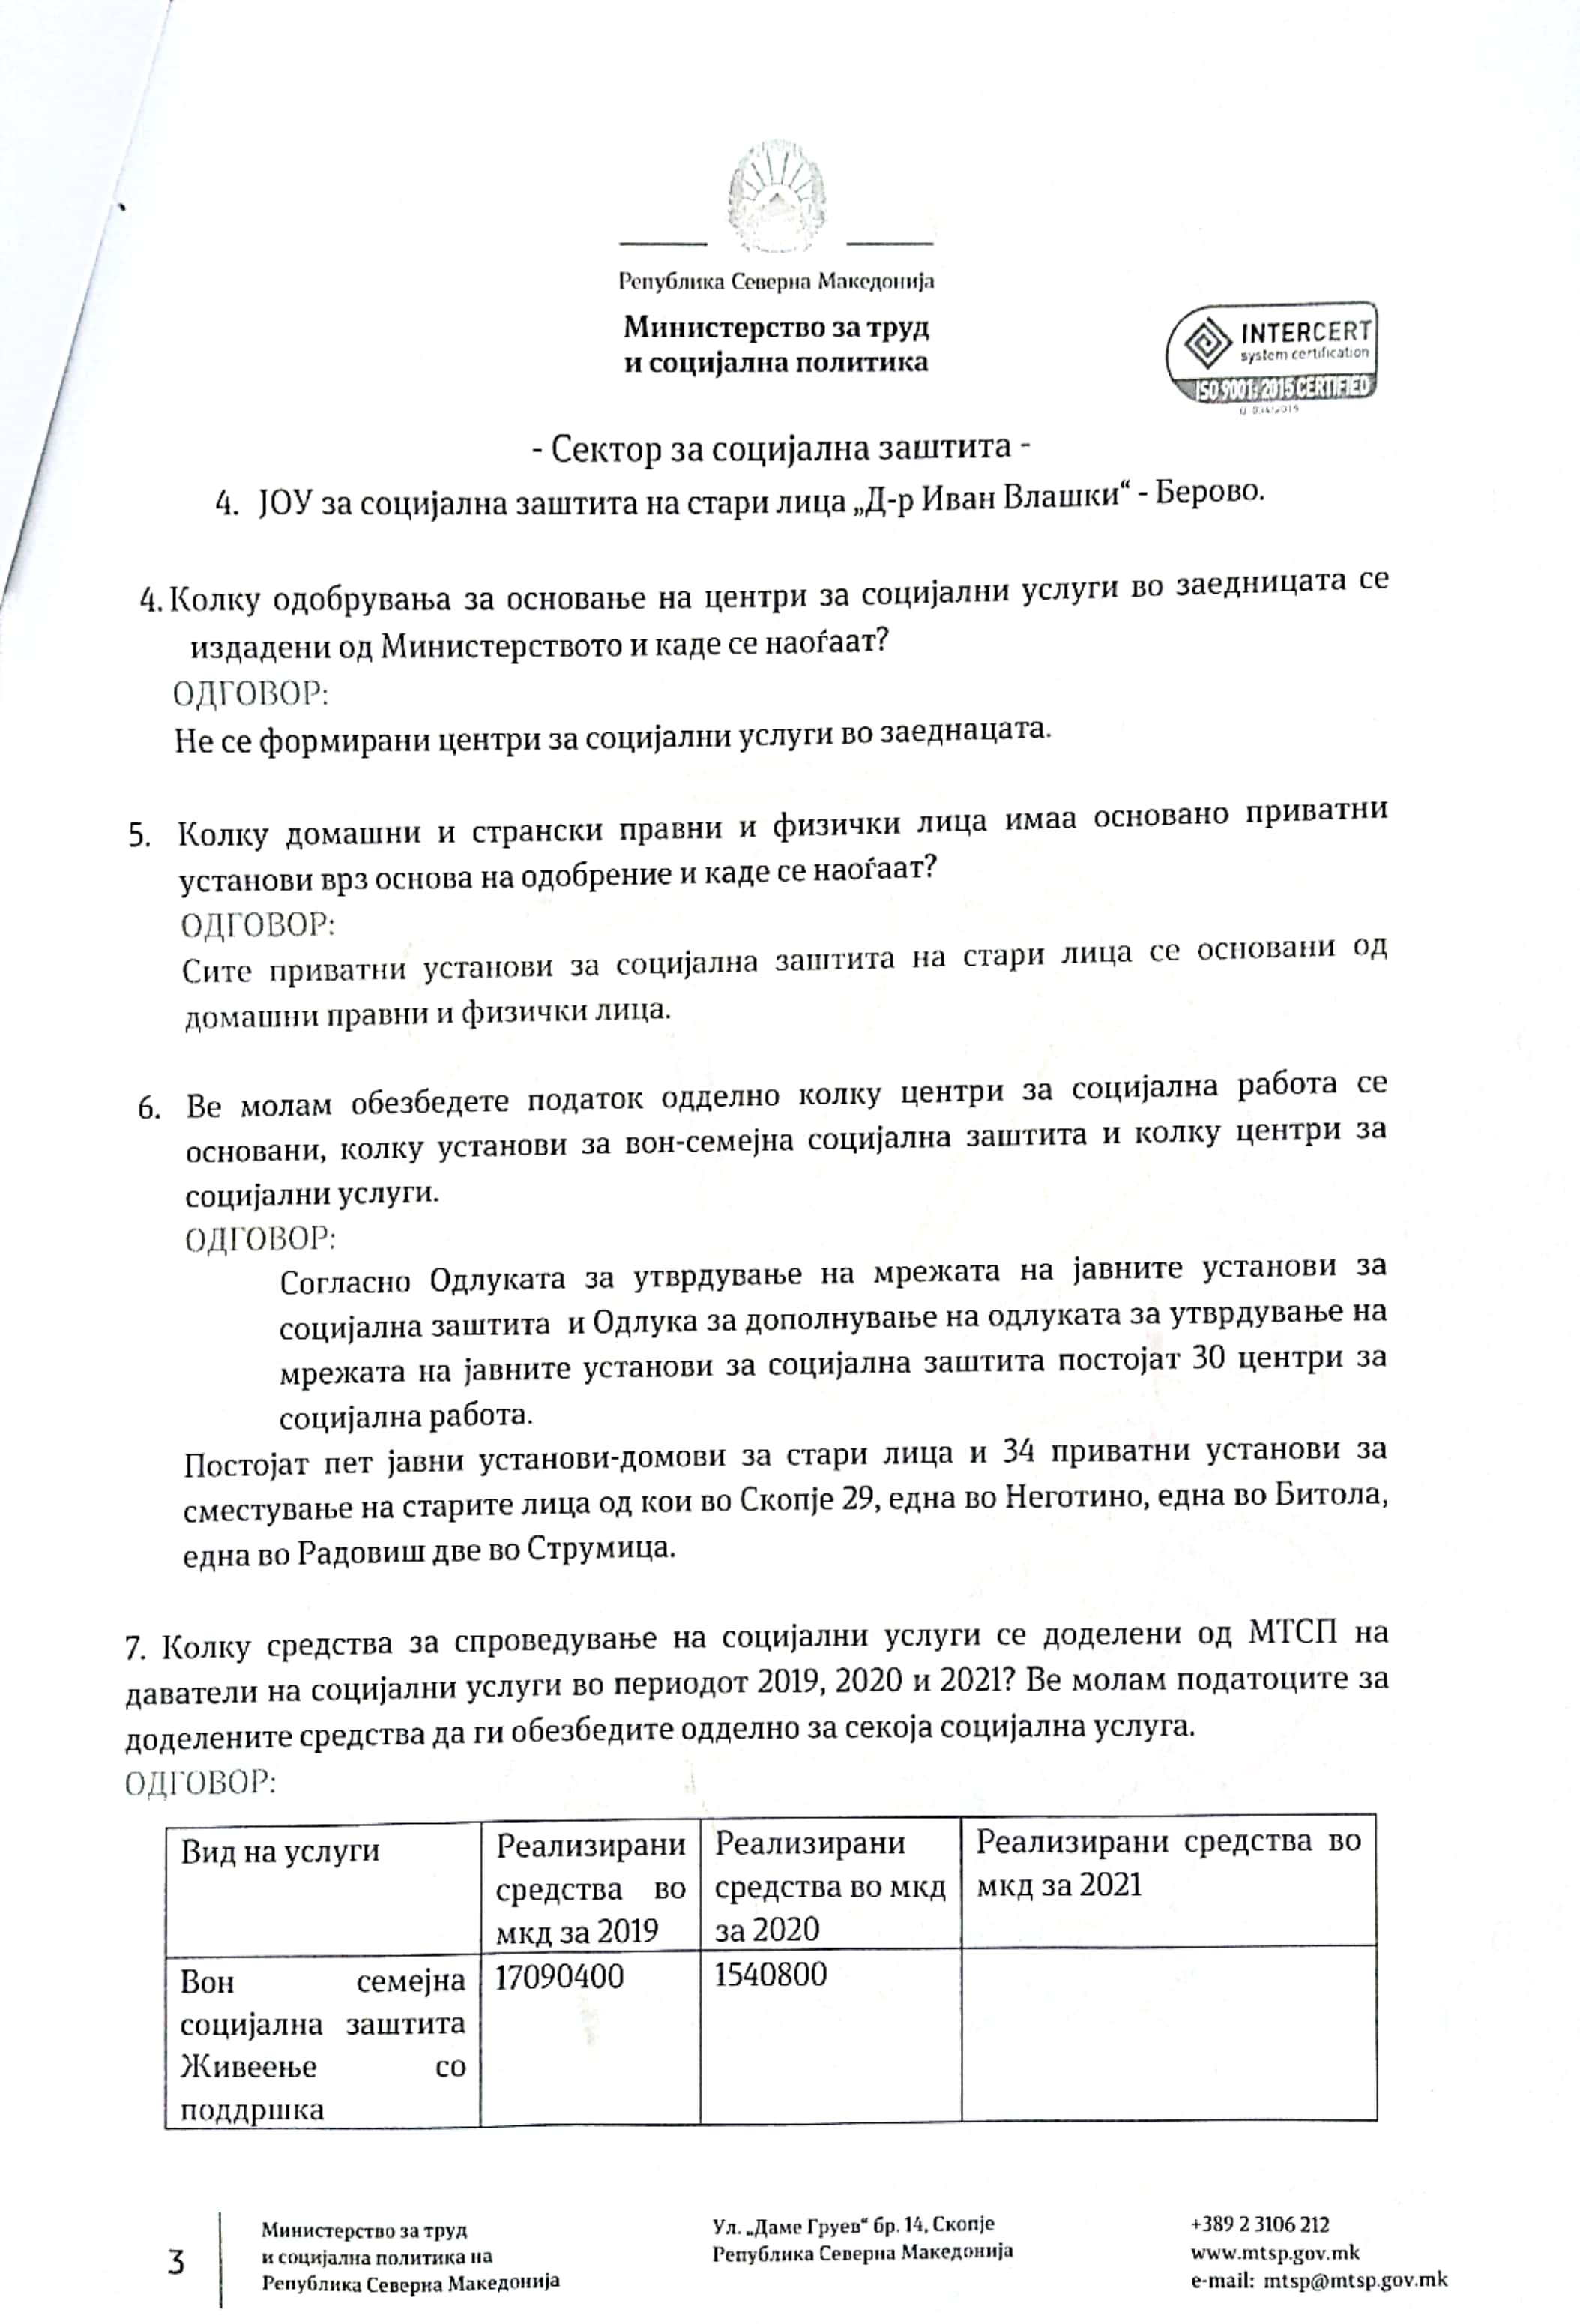 Република Северна Македонија
Министерство за труд
и социјална политика
INTERCERT
system certification
ISO 9001: 2015 CERTIFIED
- Сектор за социјална заштита -
4. ЈОУ за социјална заштита на стари лица „Д-р Иван Влашки“ - Берово.
4. Колку одобрувања за основање на центри за социјални услуги во заедницата се
издадени од Министерството и каде се наоѓаат?
ОДГОВОР:
Не се формирани центри за социјални услуги во заеднацата.
5. Колку домашни и странски правни и физички лица имаа основано приватни
установи врз основа на одобрение и каде се наоѓаат?
ОДГОВОР:
Сите приватни установи за социјална заштита на стари лица се основани од
домашни правни и физички лица.
6. Ве молам обезбедете податок одделно колку центри за социјална работа се
основани, колку установи за вон-семејна социјална заштита и колку центри за
социјални услуги.
ОДГОВОР:
Согласно Одлуката за утврдување на мрежата на јавните установи за
социјална заштита и Одлука за дополнување на одлуката за утврдување на
мрежата на јавните установи за социјална заштита постојат 30 центри за
социјална работа.
Постојат пет јавни установи-домови за стари лица и 34 приватни установи за
сместување на старите лица од кои во Скопје 29, една во Неготино, една во Битола,
една во Радовиш две во Струмица.
7. Колку средства за спроведување на социјални услуги се доделени од МТСП на
даватели на социјални услуги во периодот 2019, 2020 и 2021? Ве молам податоците за
доделените средства да ги обезбедите одделно за секоја социјална услуга.
ОДГОВОР:
Вид на услуги
Реализирани
средства во
мкд за 2019
Реализирани
средства во мкд
за 2020
Реализирани средства во
мкд за 2021
Вон семејна
социјална заштита
Живеење со
поддршка
17090400
1540800
3
Министерство за труд
и социјална политика на
Република Северна Македонија
Ул. „Даме Груев“ бр. 14, Скопје
Република Северна Македонија
+389 2 3106 212
www.mtsp.gov.mk
e-mail: mtsp@mtsp.gov.mk